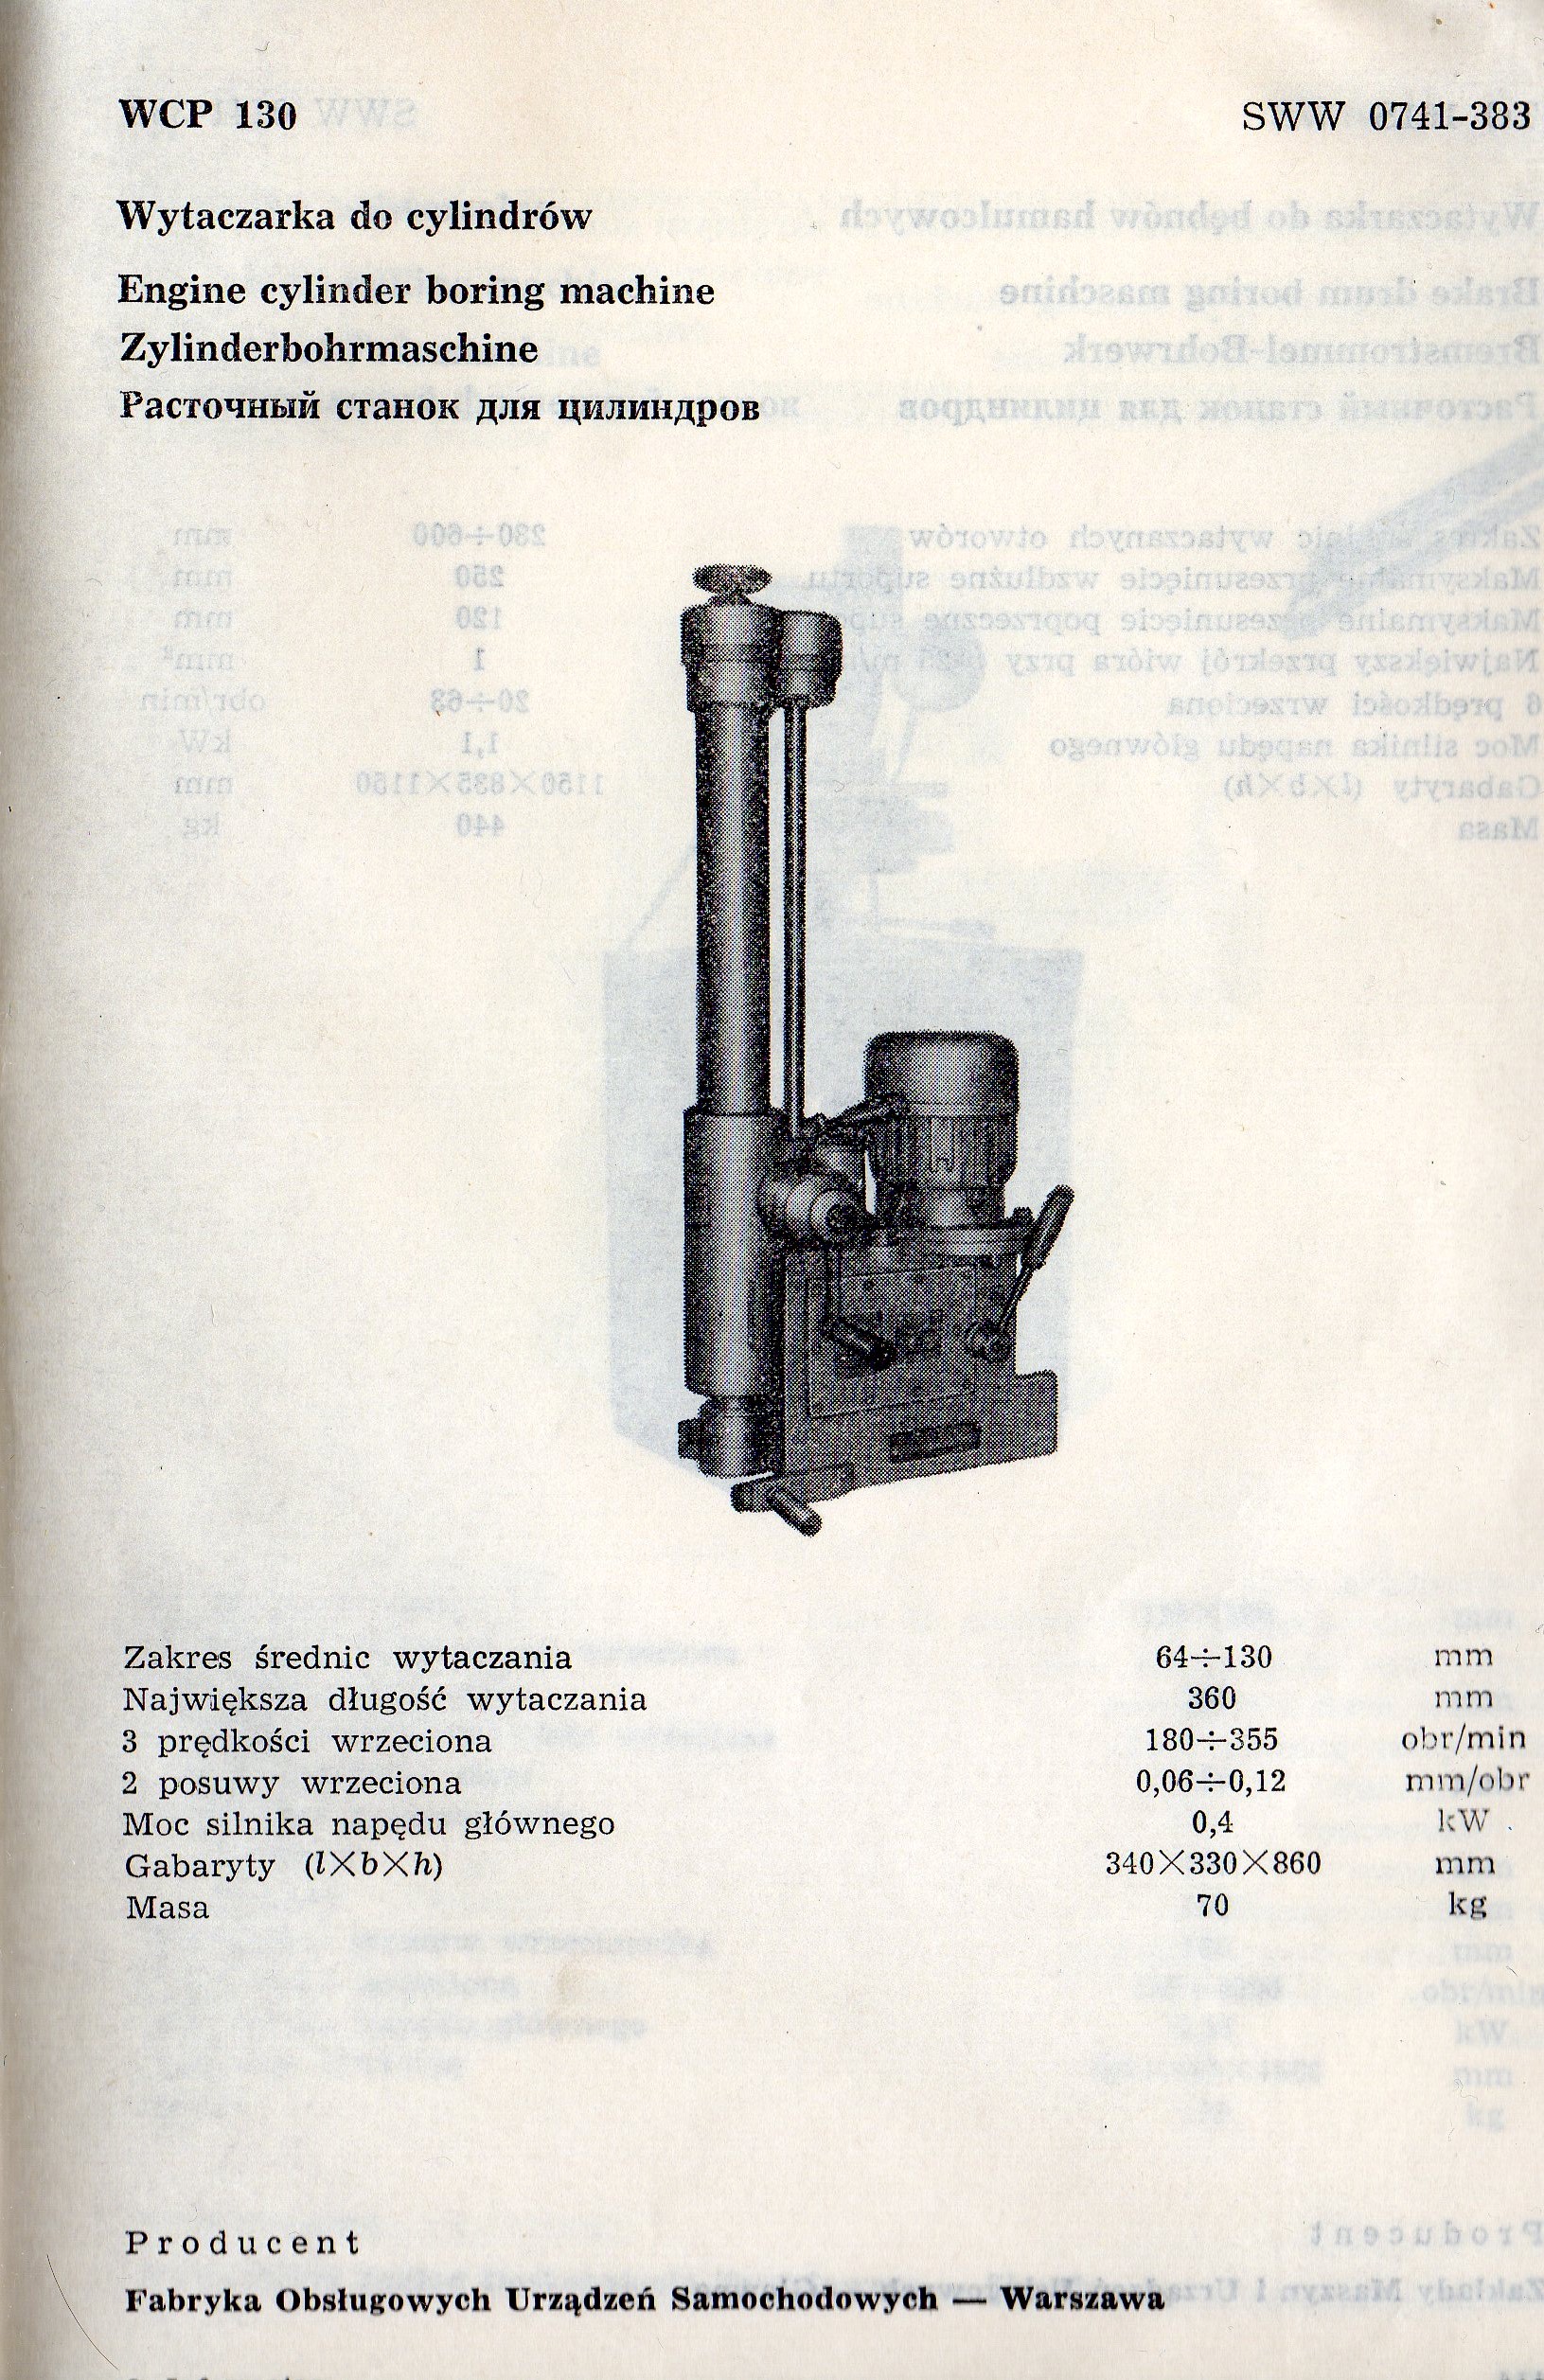 WCP 130 SWW 0741-383
Wytaczarka do cylindrów
Engine cylinder boring machine
Zylinderbohrmaschine
Расточный станок для цилиндров
Zakres średnic wytaczania 64÷130 mm
Największa długość wytaczania 360 mm
3 prędkości wrzeciona 180÷355 obr/min
2 posuwy wrzeciona 0,06÷0,12 mm/obr
Moc silnika napędu głównego 0,4 kW
Gabaryty (l×b×h) 340×330×860 mm
Masa 70 kg
Producent
Fabryka Obsługowych Urządzeń Samochodowych — Warszawa